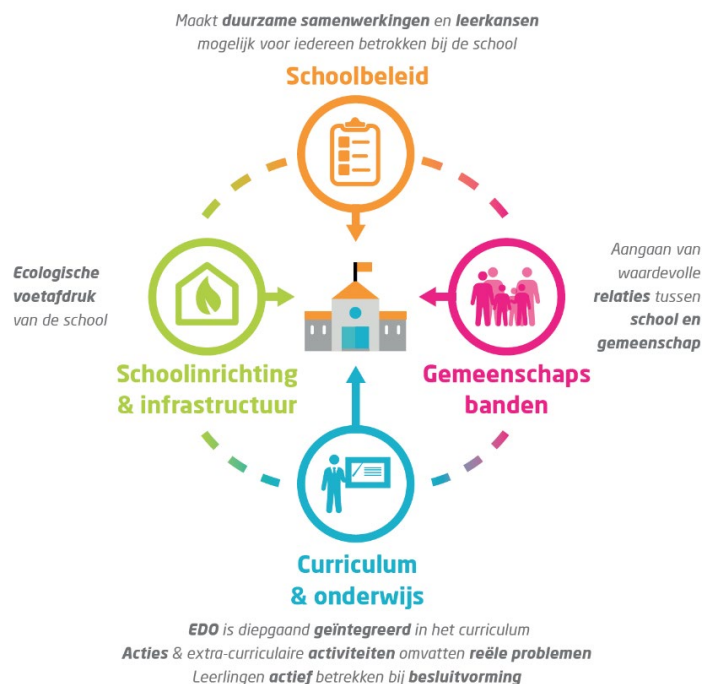 Maakt duurzame samenwerkingen en leerkansen
mogelijk voor iedereen betrokken bij de school
Schoolbeleid
Ecologische
voetafdruk
van de school
Aangaan van
waardevolle
relaties tussen
school en
gemeenschap
Schoolinrichting
& infrastructuur
Gemeenschaps
banden
Curriculum
& onderwijs
EDO is diepgaand geïntegreerd in het curriculum
Acties & extra-curriculaire activiteiten omvatten reële problemen
Leerlingen actief betrekken bij besluitvorming